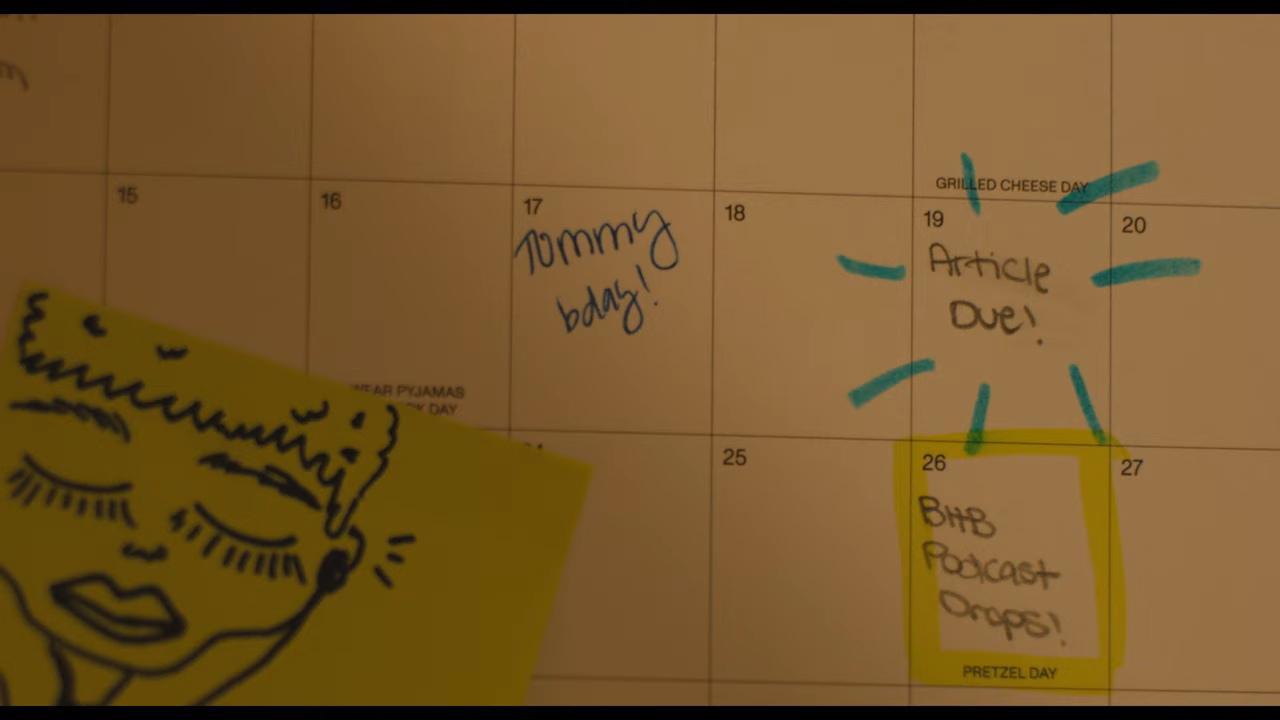 GRILLED CHEESE DAY
15
16
17
18
19
20
Tommy
bday!
Article
Due!
WEAR PYJAMAS
DAY
25
26
27
BHB
Podcast
Drops!
PRETZEL DAY